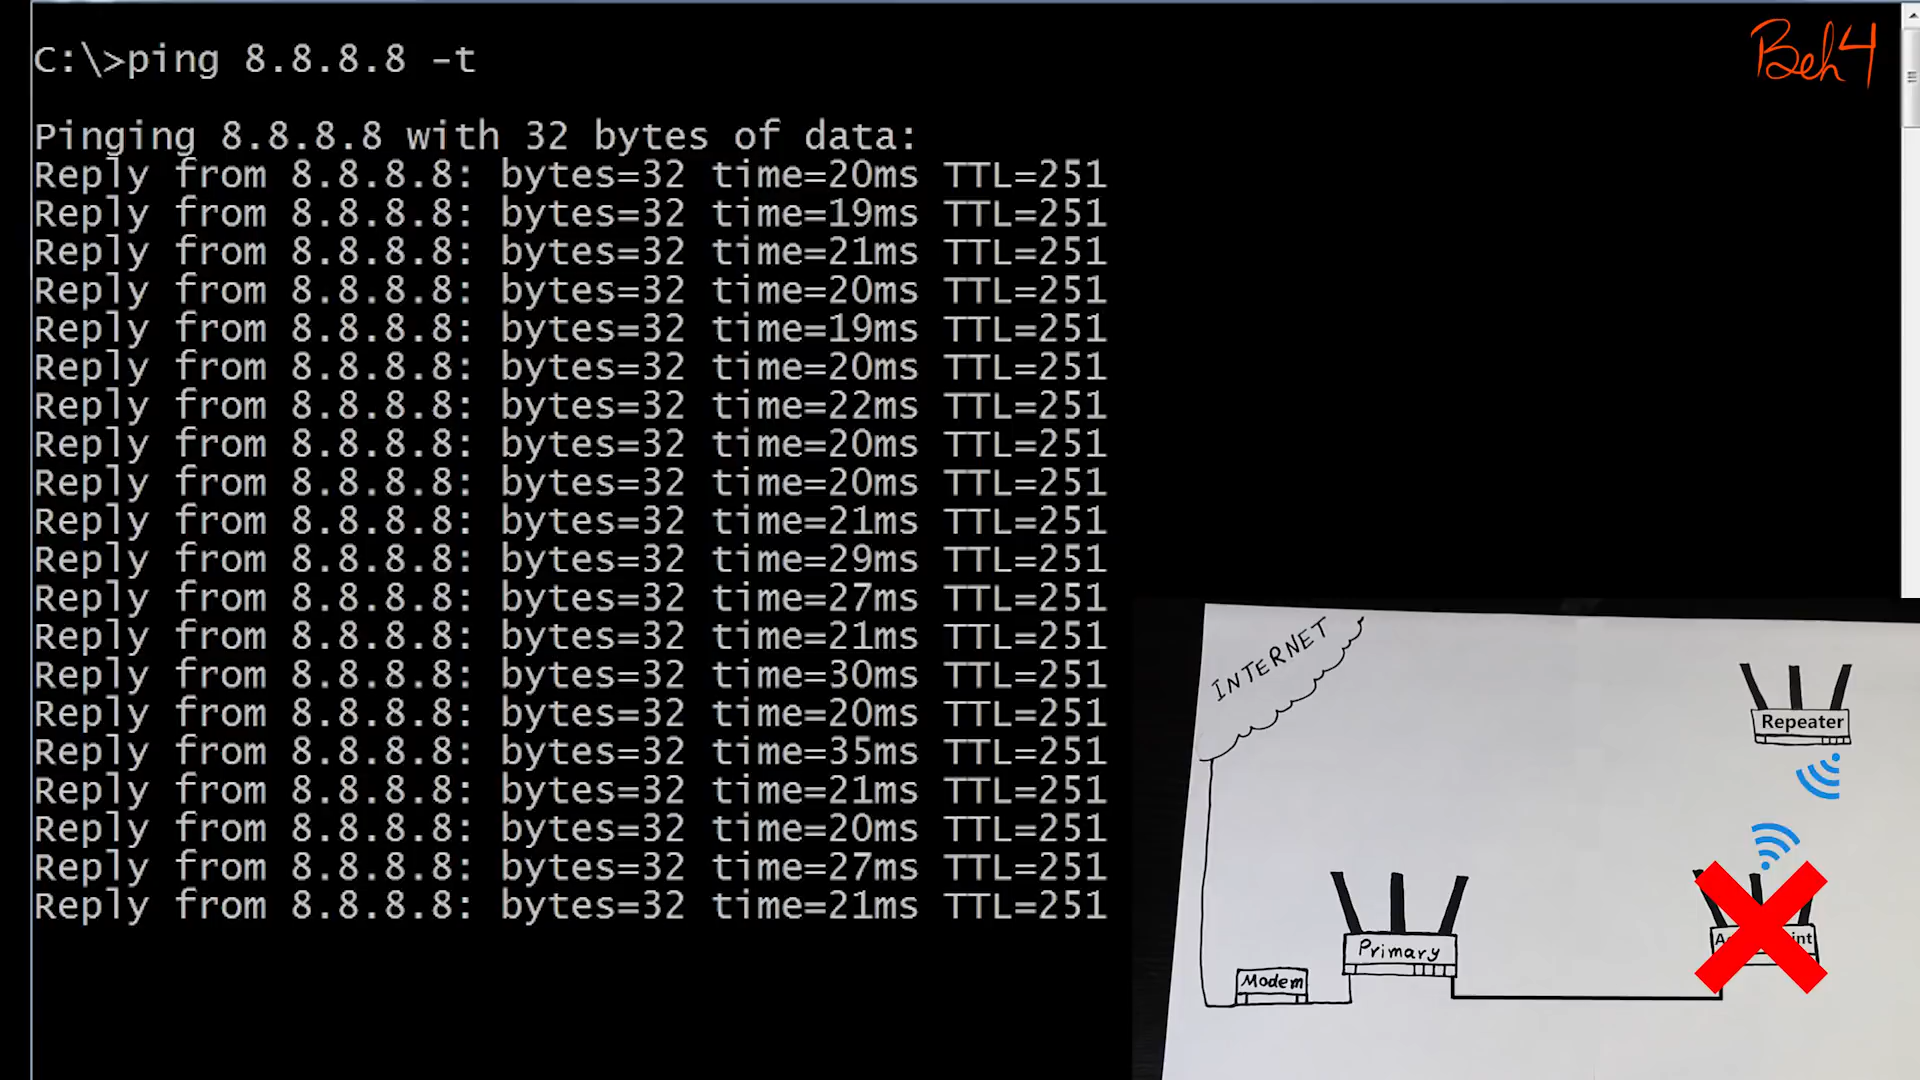 C:\>ping 8.8.8.8 -t
Beh4
Pinging 8.8.8.8 with 32 bytes of data:
Reply from 8.8.8.8: bytes=32 time=20ms TTL=251
Reply from 8.8.8.8: bytes=32 time=19ms TTL=251
Reply from 8.8.8.8: bytes=32 time=21ms TTL=251
Reply from 8.8.8.8: bytes=32 time=20ms TTL=251
Reply from 8.8.8.8: bytes=32 time=19ms TTL=251
Reply from 8.8.8.8: bytes=32 time=20ms TTL=251
Reply from 8.8.8.8: bytes=32 time=22ms TTL=251
Reply from 8.8.8.8: bytes=32 time=20ms TTL=251
Reply from 8.8.8.8: bytes=32 time=20ms TTL=251
Reply from 8.8.8.8: bytes=32 time=21ms TTL=251
Reply from 8.8.8.8: bytes=32 time=29ms TTL=251
Reply from 8.8.8.8: bytes=32 time=27ms TTL=251
Reply from 8.8.8.8: bytes=32 time=21ms TTL=251
Reply from 8.8.8.8: bytes=32 time=30ms TTL=251
Reply from 8.8.8.8: bytes=32 time=20ms TTL=251
Reply from 8.8.8.8: bytes=32 time=35ms TTL=251
Reply from 8.8.8.8: bytes=32 time=21ms TTL=251
Reply from 8.8.8.8: bytes=32 time=20ms TTL=251
Reply from 8.8.8.8: bytes=32 time=27ms TTL=251
Reply from 8.8.8.8: bytes=32 time=21ms TTL=251
INTERNET
Repeater
Primary
Modem